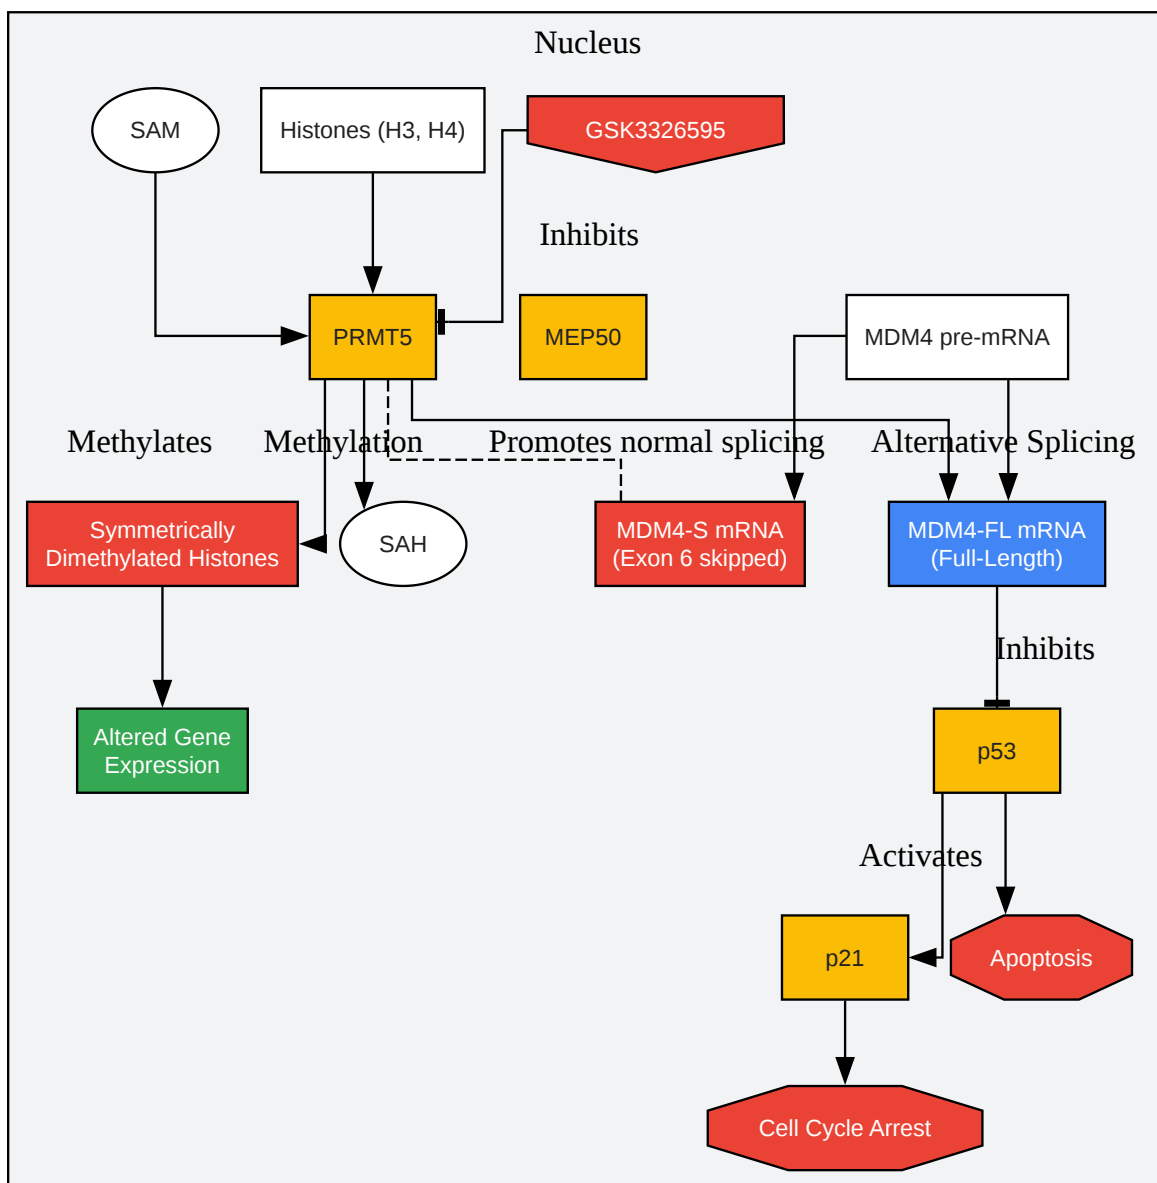 Nucleus
SAM
Histones (H3, H4)
GSK3326595
Inhibits
PRMT5
MEP50
MDM4 pre-mRNA
Methylates
Methylation
Promotes normal splicing
Alternative Splicing
Symmetrically
Dimethylated Histones
SAH
MDM4-S mRNA
(Exon 6 skipped)
MDM4-FL mRNA
(Full-Length)
Inhibits
Altered Gene
Expression
p53
Activates
p21
Apoptosis
Cell Cycle Arrest